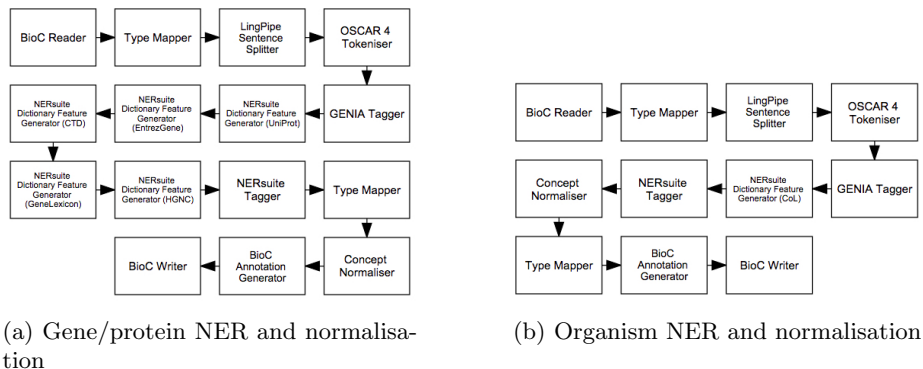 BioC Reader
Type Mapper
LingPipe
Sentence
Splitter
OSCAR 4
Tokeniser
NERsuite
Dictionary Feature
Generator (CTD)
NERsuite
Dictionary Feature
Generator
(EntrezGene)
NERsuite
Dictionary Feature
Generator (UniProt)
GENIA Tagger
NERsuite
Dictionary Feature
Generator
(GeneLexicon)
NERsuite
Dictionary Feature
Generator (HGNC)
NERsuite
Tagger
Type Mapper
BioC Writer
BioC
Annotation
Generator
Concept
Normaliser
(a) Gene/protein NER and normalisa-
tion
BioC Reader
Type Mapper
LingPipe
Sentence
Splitter
OSCAR 4
Tokeniser
Concept
Normaliser
NERsuite
Tagger
NERsuite
Dictionary Feature
Generator (CoL)
GENIA Tagger
Type Mapper
BioC
Annotation
Generator
BioC Writer
(b) Organism NER and normalisation